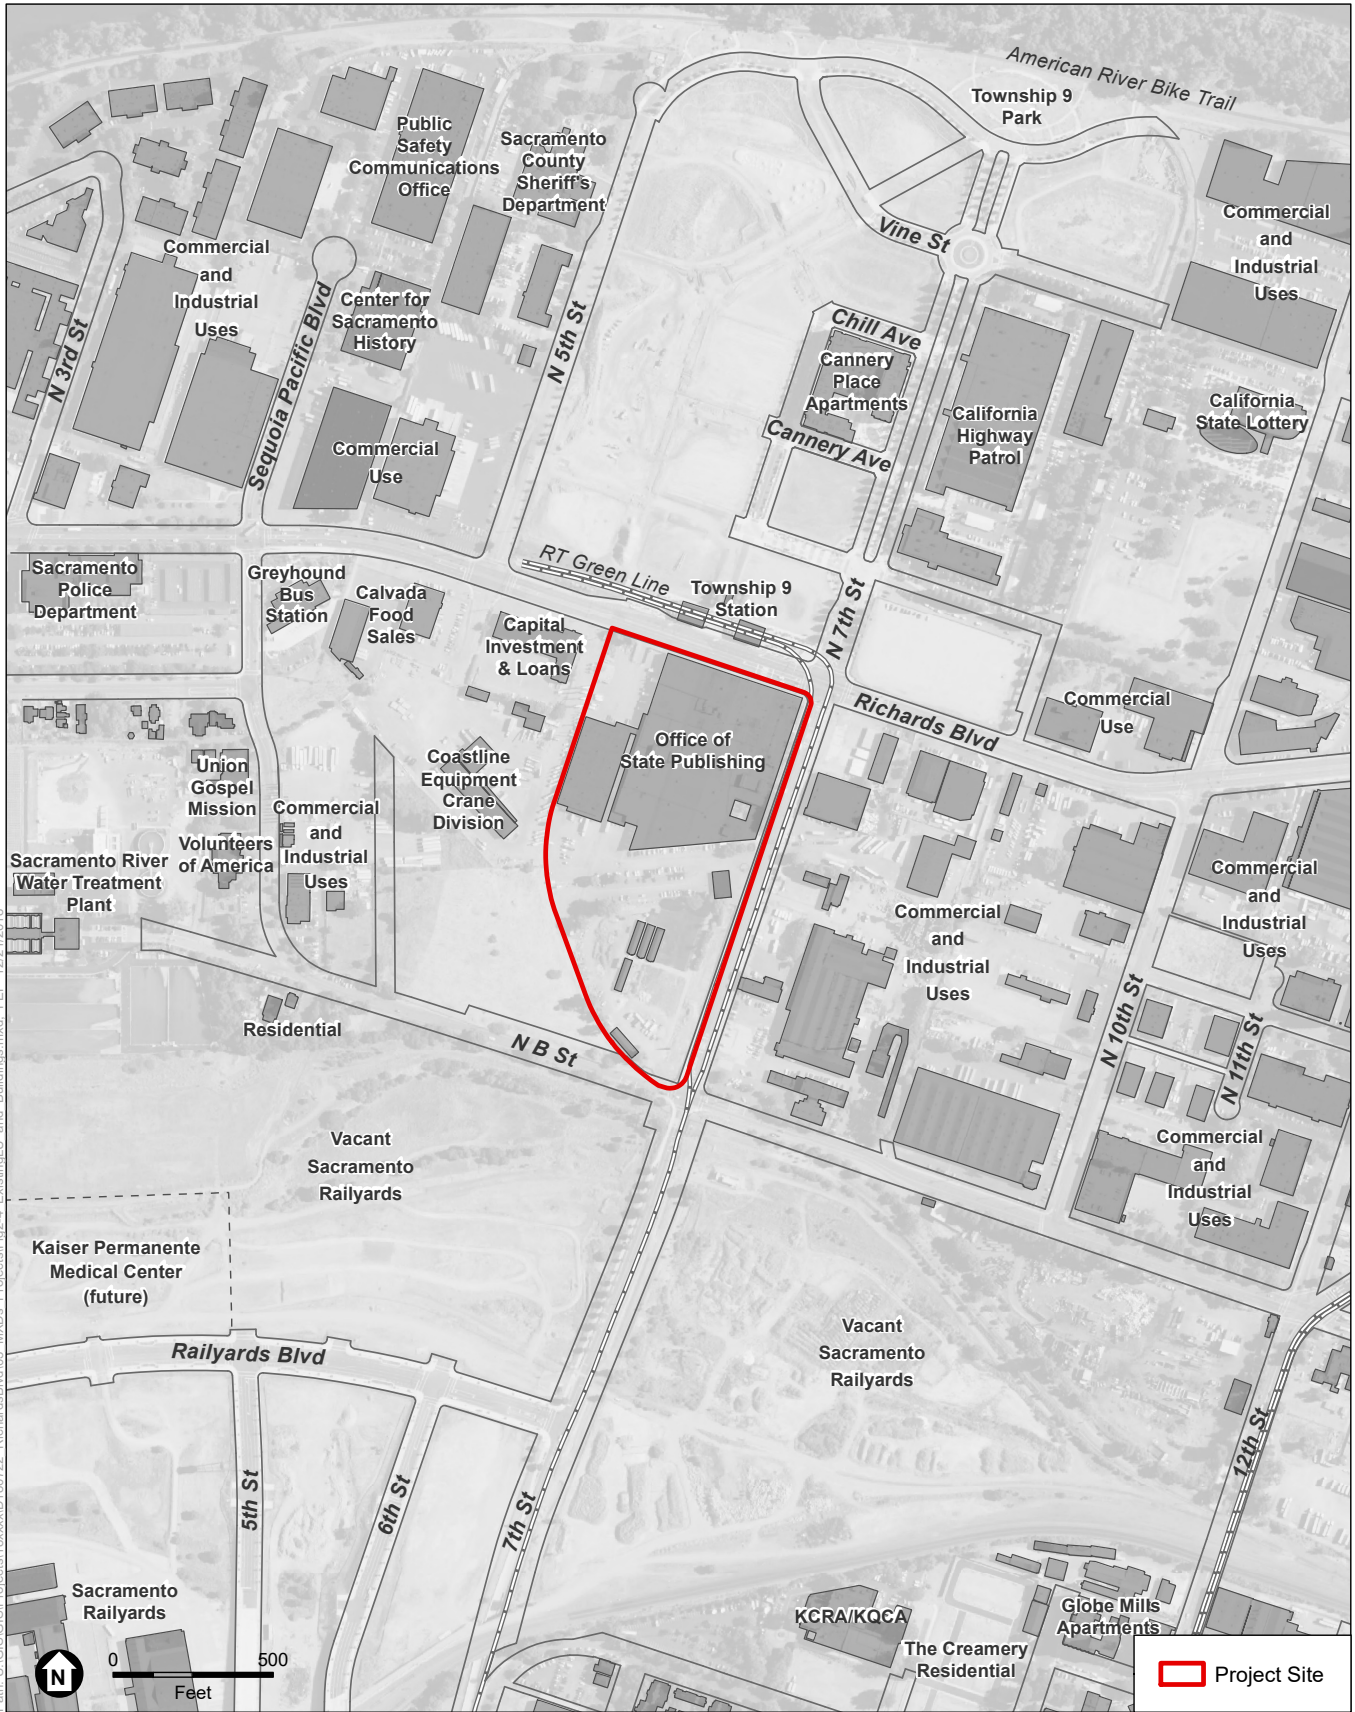 American River Bike Trail
Township 9
Park
Public
Safety
Communications
Office
Sacramento
County
Sheriff's
Department
Commercial
and
Industrial
Uses
Vine St
Commercial
and
Industrial
Uses
Center for
Sacramento
History
Sequoia Pacific Blvd
N 3rd St
N 5th St
Chill Ave
Cannery
Place
Apartments
Cannery Ave
California
Highway
Patrol
California
State Lottery
Commercial
Use
RT Green Line
Township 9
Station
N 7th St
Sacramento
Police
Department
Greyhound
Bus
Station
Calvada
Food
Sales
Capital
Investment
& Loans
Richards Blvd
Commercial
Use
Office of
State Publishing
Coastline
Equipment
Crane
Division
Union
Gospel
Mission
Commercial
and
Industrial
Uses
Volunteers
of America
Sacramento River
Water Treatment
Plant
Commercial
and
Industrial
Uses
Commercial
and
Industrial
Uses
Residential
N B St
N 10th St
N 11th St
Commercial
and
Industrial
Uses
Vacant
Sacramento
Railyards
Kaiser Permanente
Medical Center
(future)
Railyards Blvd
Vacant
Sacramento
Railyards
5th St
6th St
7th St
12th St
Sacramento
Railyards
KCRA/KQCA
The Creamery
Residential
Globe Mills
Apartments
N
0 500
Feet
Project Site